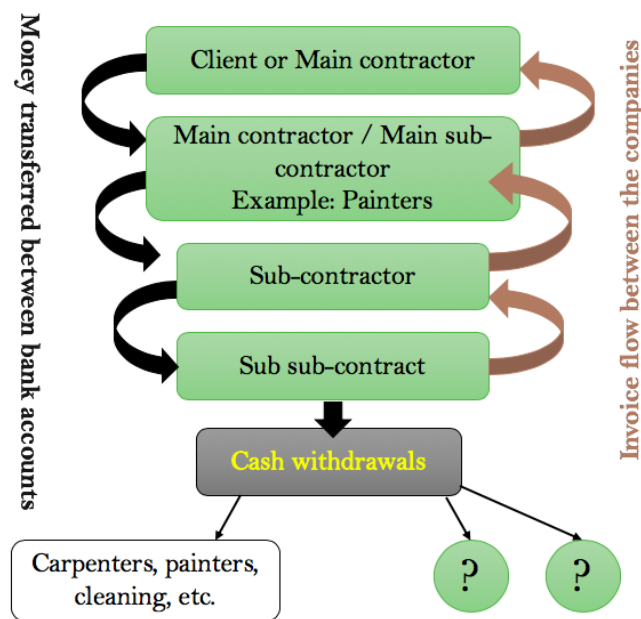 Money transferred between bank accounts
Client or Main contractor
Main contractor / Main sub-
contractor
Example: Painters
Sub-contractor
Sub sub-contract
Cash withdrawals
Carpenters, painters,
cleaning, etc.
?
?
Invoice flow between the companies